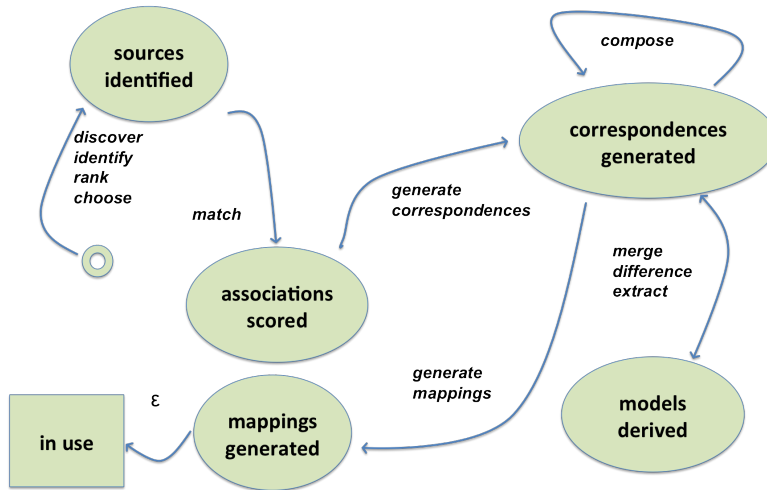 sources
identified
compose
correspondences
generated
discover
identify
rank
choose
match
generate
correspondences
merge
difference
extract
associations
scored
generate
mappings
models
derived
ε
mappings
generated
in use